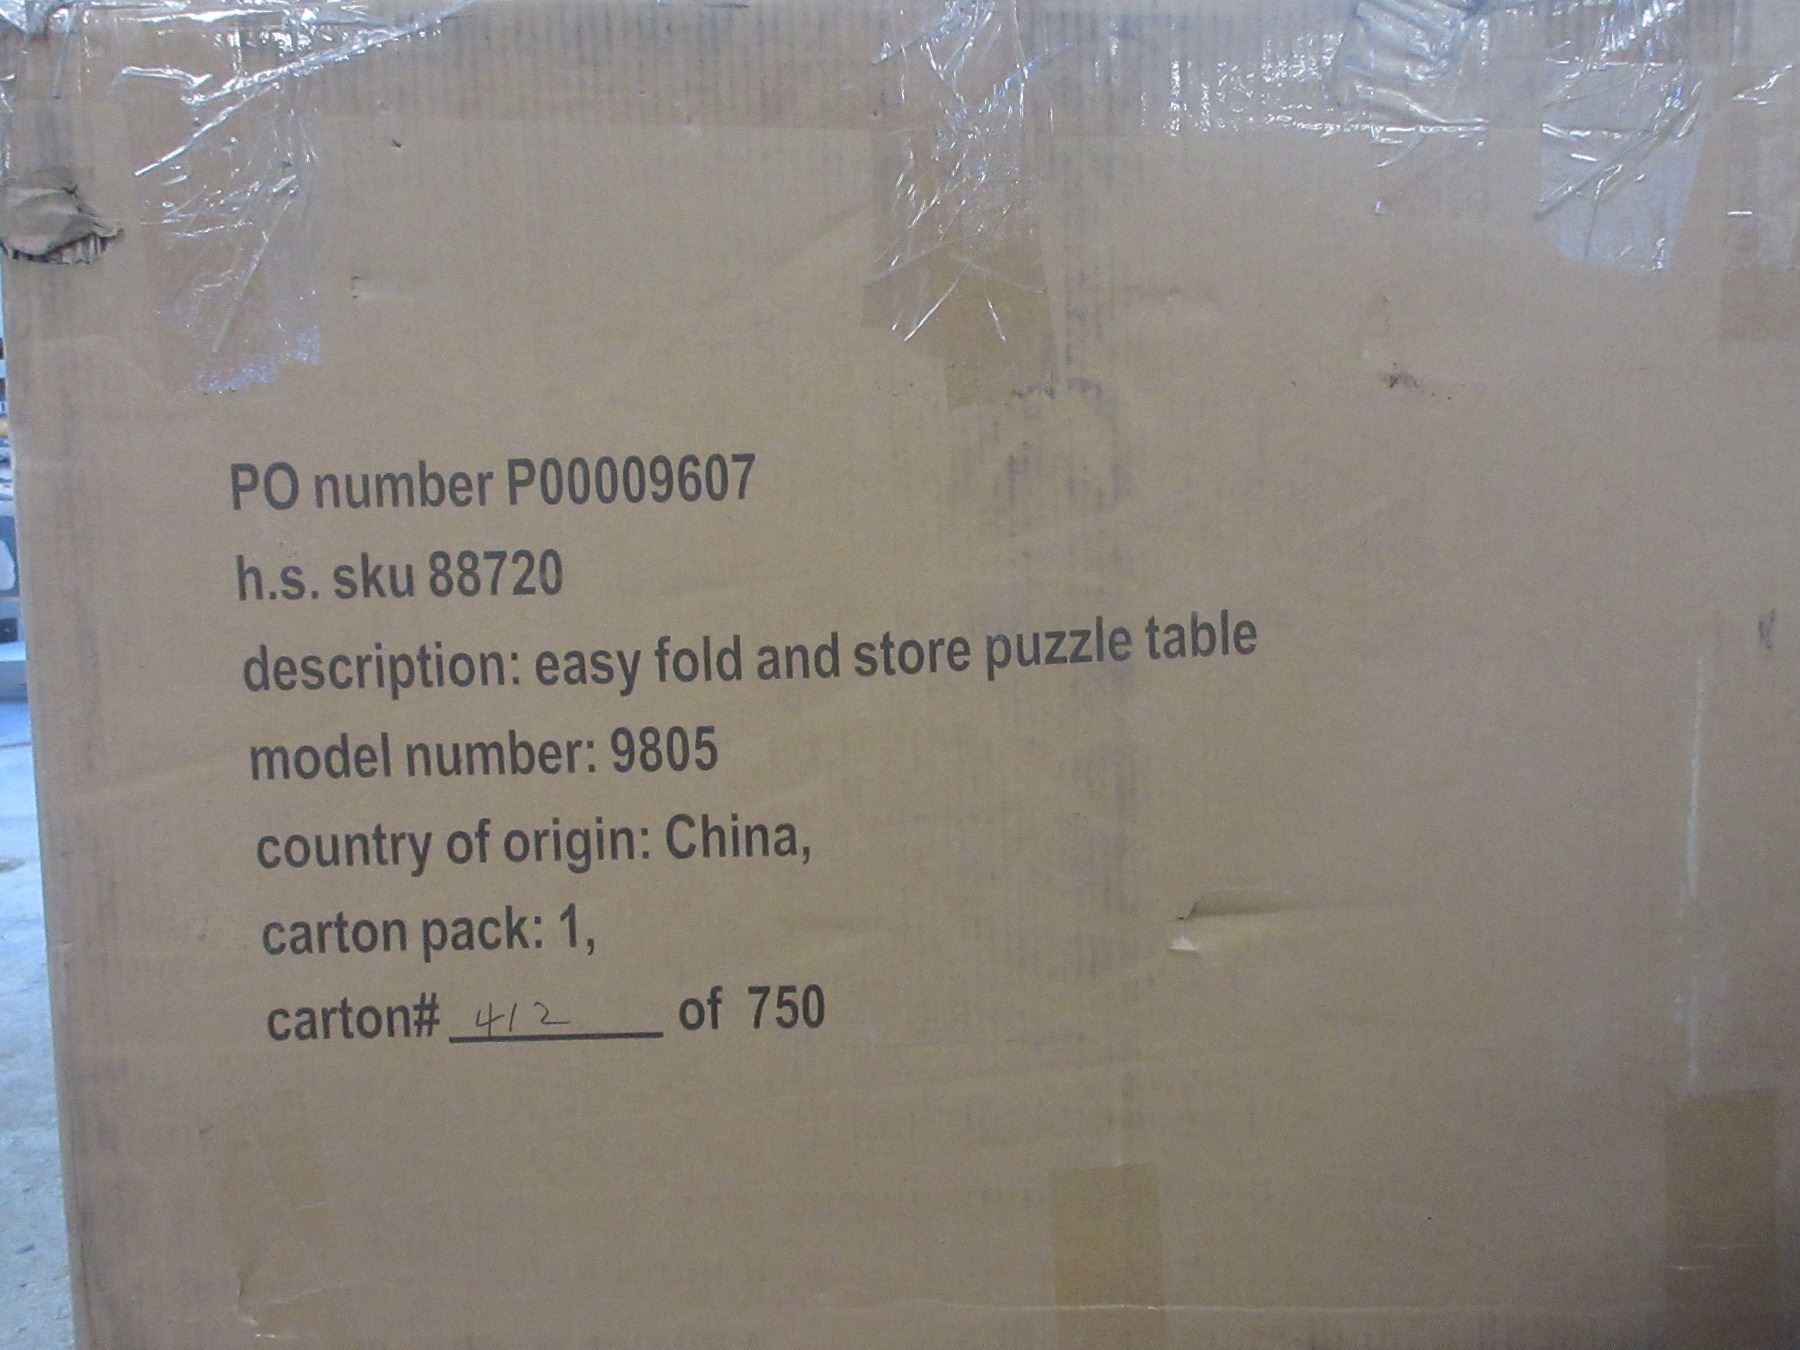 PO number P00009607
h.s. sku 88720
description: easy fold and store puzzle table
model number: 9805
country of origin: China,
carton pack: 1,
carton# 412 of 750